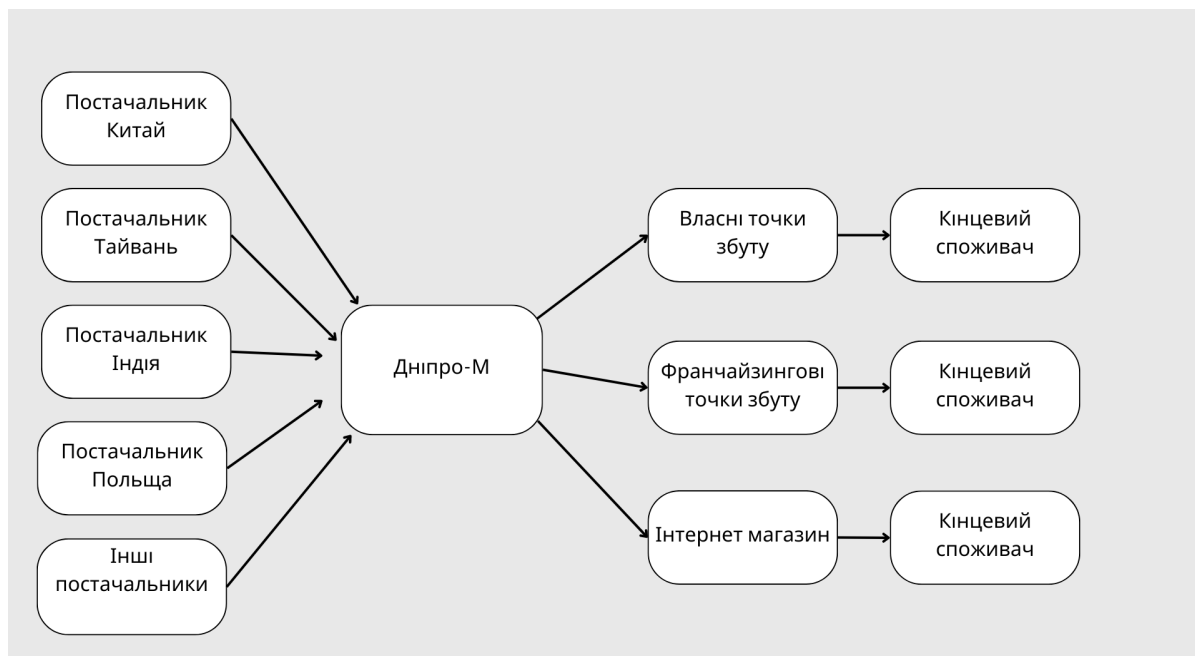 Постачальник
Китай
Постачальник
Тайвань
Постачальник
Індія
Постачальник
Польща
Інші
постачальники
Дніпро-М
Власні точки
збуту
Франчайзингові
точки збуту
Інтернет магазин
Кінцевий
споживач
Кінцевий
споживач
Кінцевий
споживач